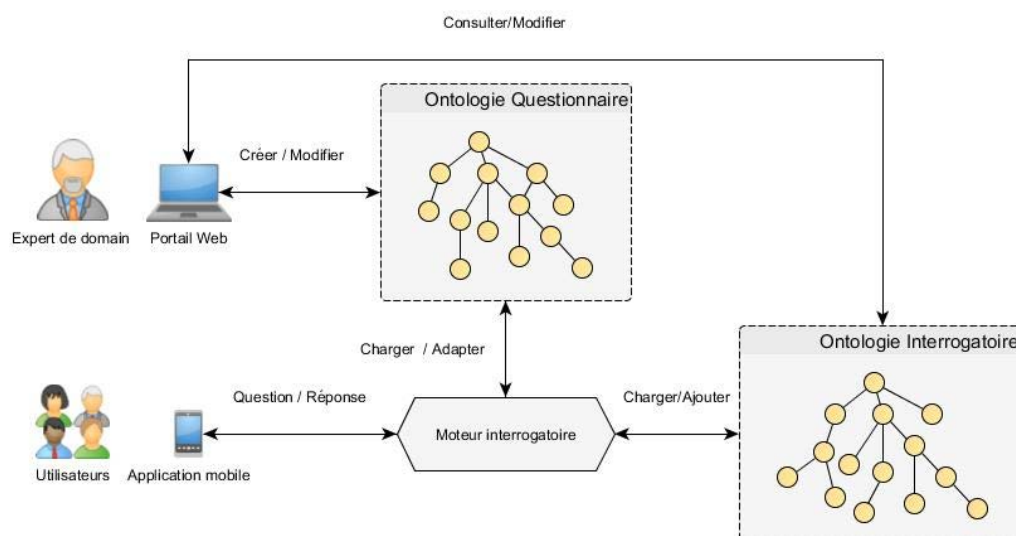 Consulter/Modifier
Ontologie Questionnaire
Créer / Modifier
Expert de domain
Portail Web
Charger / Adapter
Ontologie Interrogatoire
Question / Réponse
Charger/Ajouter
Moteur interrogatoire
Utilisateurs
Application mobile